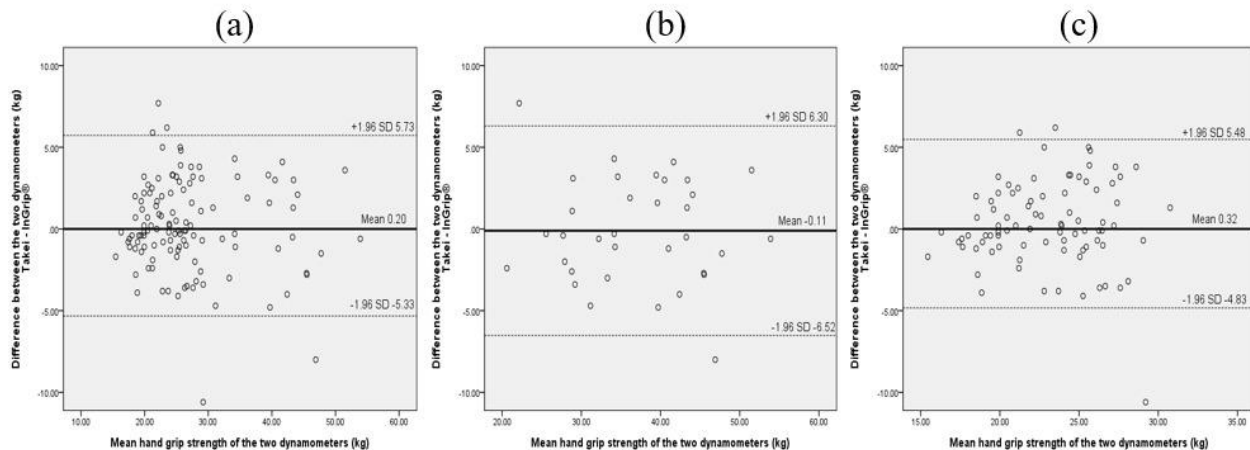 (a)
(b)
(c)
Difference between the two dynamometers (kg)
Takei - InGrip®
10.00
5.00
.00
-5.00
-10.00
+1.96 SD 5.73
Mean 0.20
-1.96 SD -5.33
10.00
20.00
30.00
40.00
50.00
60.00
Mean hand grip strength of the two dynamometers (kg)
Difference between the two dynamometers (kg)
Takei - InGrip®
10.00
5.00
.00
-5.00
-10.00
+1.96 SD 6.30
Mean -0.11
-1.96 SD -6.52
20.00
30.00
40.00
50.00
60.00
Mean hand grip strength of the two dynamometers (kg)
Difference between the two dynamometers (kg)
Takei - InGrip®
10.00
5.00
.00
-5.00
-10.00
+1.96 SD 5.48
Mean 0.32
-1.96 SD -4.83
15.00
20.00
25.00
30.00
35.00
Mean hand grip strength of the two dynamometers (kg)